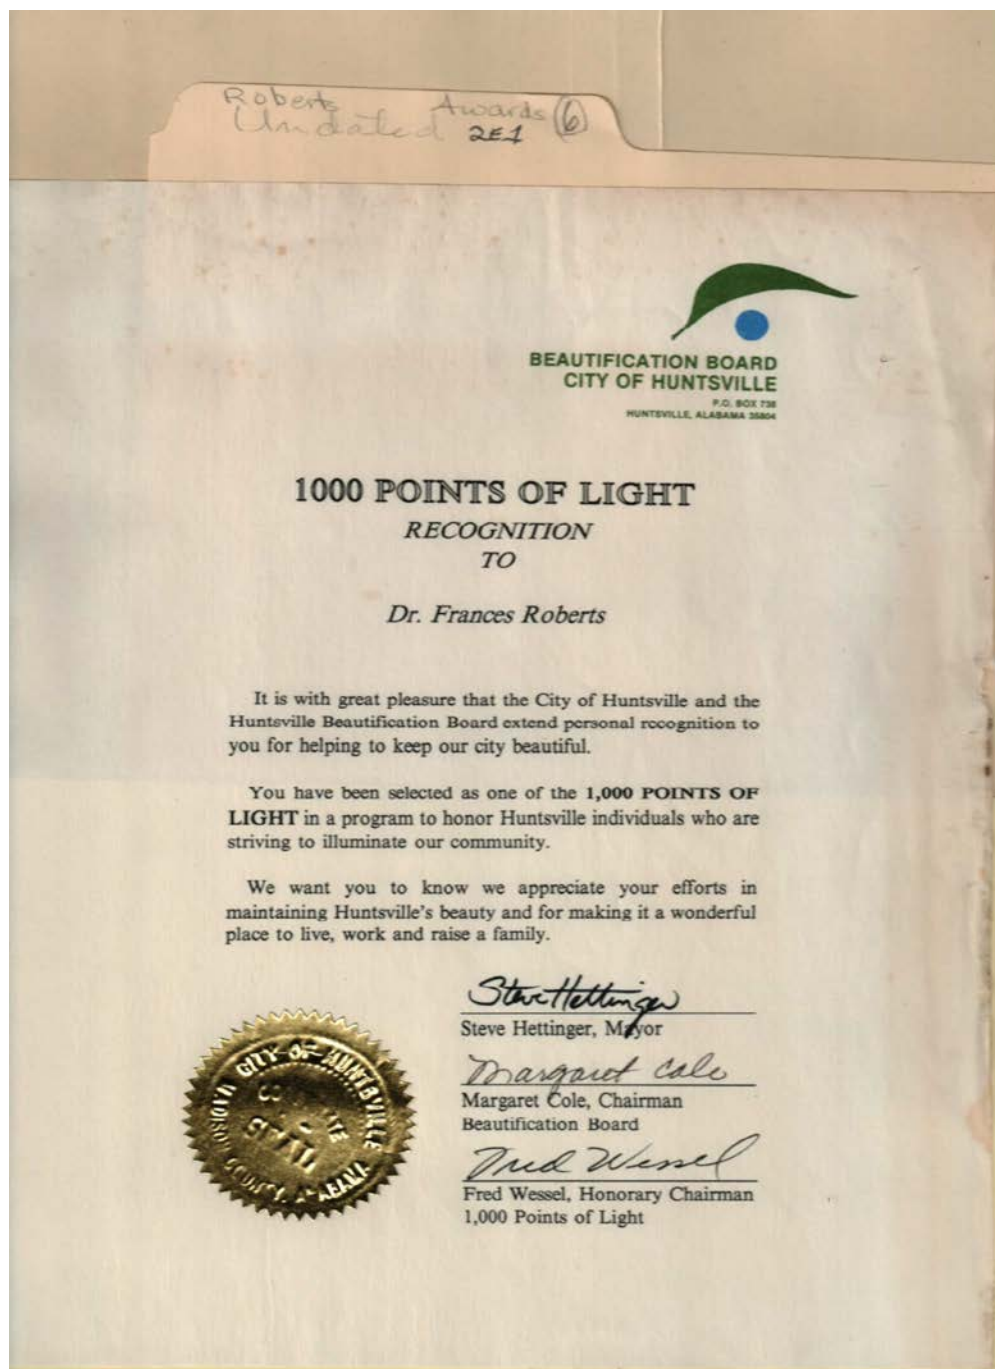 Roberts Awards (6)
Undated 2E1
BEAUTIFICATION BOARD
CITY OF HUNTSVILLE
P.O. BOX 738
HUNTSVILLE, ALABAMA 35804
1000 POINTS OF LIGHT
RECOGNITION
TO
Dr. Frances Roberts
It is with great pleasure that the City of Huntsville and the
Huntsville Beautification Board extend personal recognition to
you for helping to keep our city beautiful.
You have been selected as one of the 1,000 POINTS OF
LIGHT in a program to honor Huntsville individuals who are
striving to illuminate our community.
We want you to know we appreciate your efforts in
maintaining Huntsville's beauty and for making it a wonderful
place to live, work and raise a family.
Steve Hettinger
Steve Hettinger, Mayor
Margaret Cole
Margaret Cole, Chairman
Beautification Board
Fred Wessel
Fred Wessel, Honorary Chairman
1,000 Points of Light
CITY OF HUNTSVILLE
MADISON COUNTY, ALABAMA
SEAL